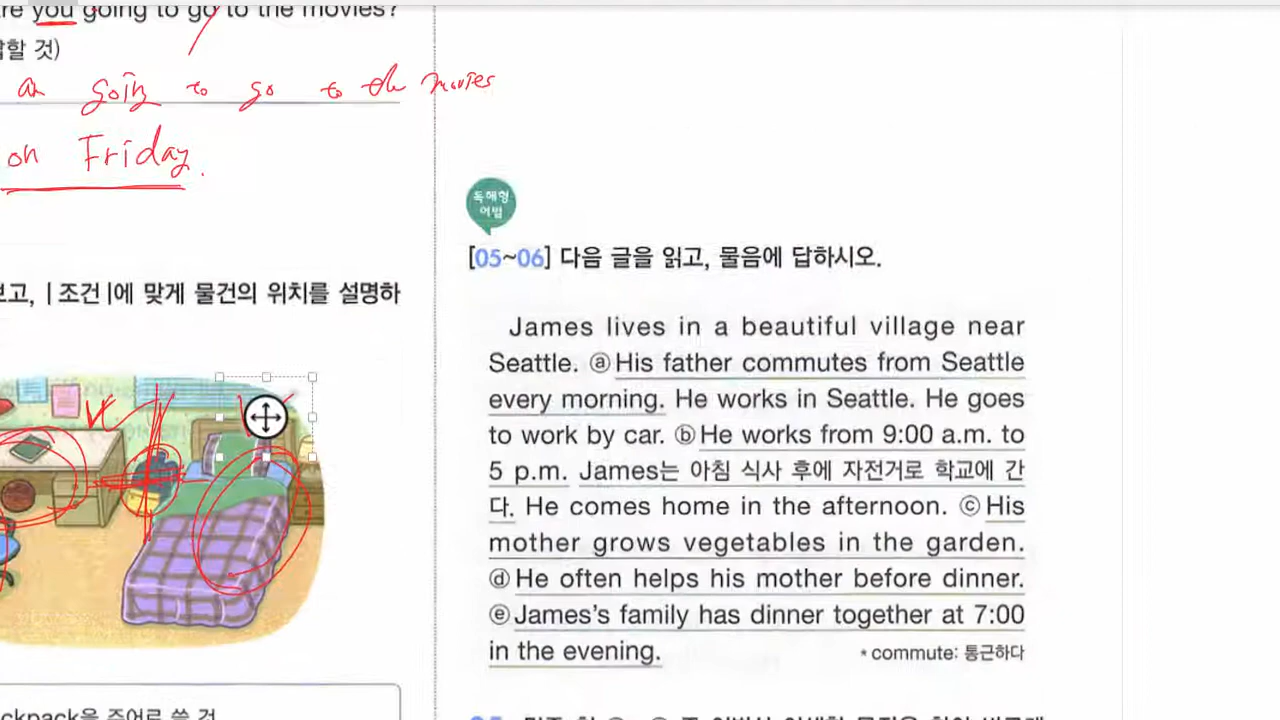 are you going to go to the movies?
답할 것)
am going to go to the movies
on Friday.
보고, | 조건 |에 맞게 물건의 위치를 설명하
backpack을 주어로 쓸 것
독해형
어법
[05~06] 다음 글을 읽고, 물음에 답하시오.
James lives in a beautiful village near
Seattle. ⓐ His father commutes from Seattle
every morning. He works in Seattle. He goes
to work by car. ⓑ He works from 9:00 a.m. to
5 p.m. James는 아침 식사 후에 자전거로 학교에 간
다. He comes home in the afternoon. ⓒ His
mother grows vegetables in the garden.
ⓓ He often helps his mother before dinner.
ⓔ James's family has dinner together at 7:00
in the evening.
* commute: 통근하다